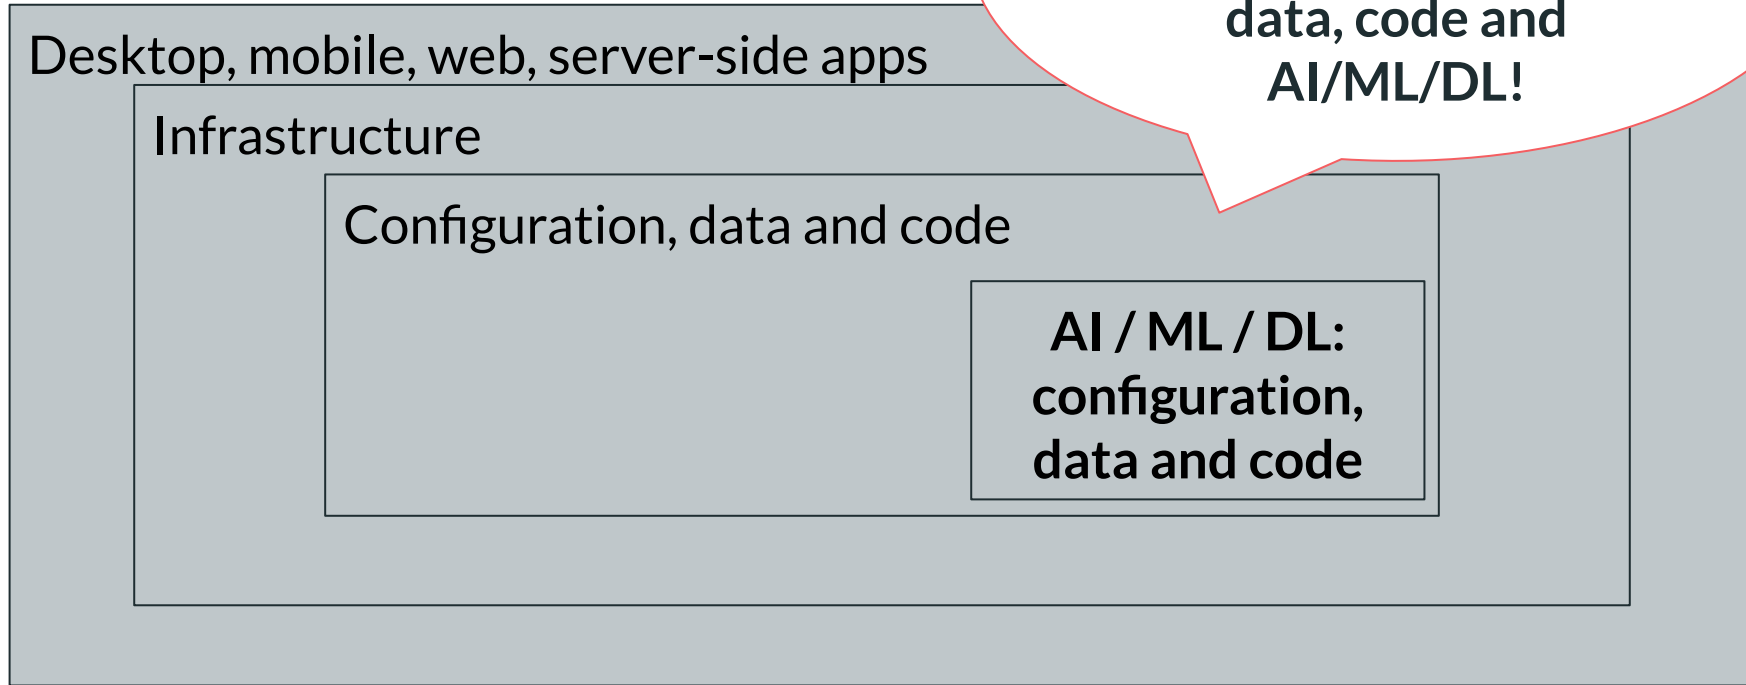 data, code and
AI/ML/DL!
Desktop, mobile, web, server-side apps
Infrastructure
Configuration, data and code
AI / ML / DL:
configuration,
data and code